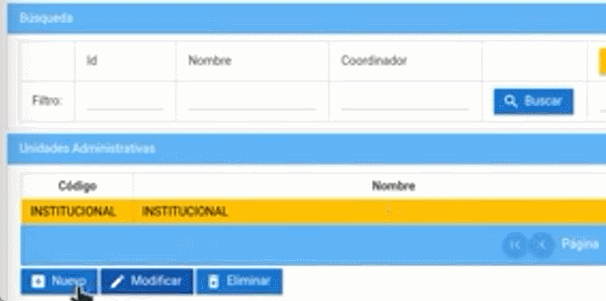 Búsqueda
Id Nombre Coordinador
Filtro: Buscar
Unidades Administrativas
Código Nombre
INSTITUCIONAL INSTITUCIONAL
Página
Nuevo Modificar Eliminar